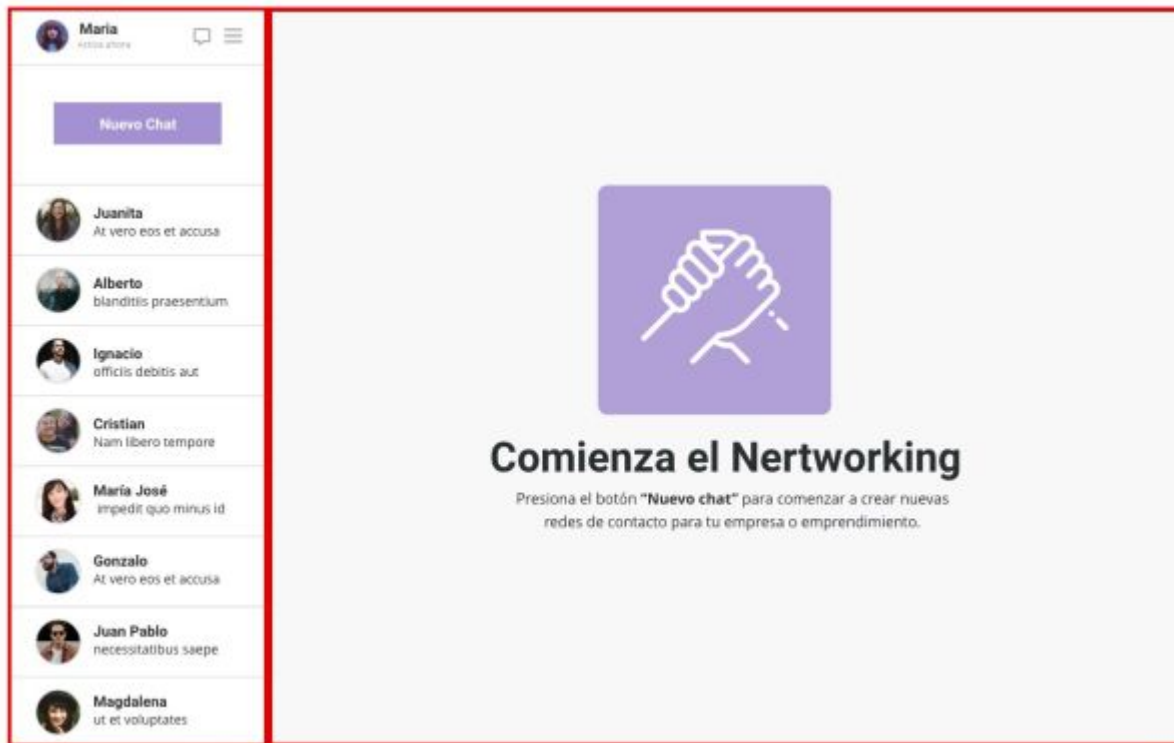 Maria
Activa ahora
Nuevo Chat
Juanita
At vero eos et accusa
Alberto
blanditiis praesentium
Ignacio
officiis debitis aut
Cristian
Nam libero tempore
María José
impedit quo minus id
Gonzalo
At vero eos et accusa
Juan Pablo
necessitatibus saepe
Magdalena
ut et voluptates
Comienza el Nertworking
Presiona el botón “Nuevo chat” para comenzar a crear nuevas
redes de contacto para tu empresa o emprendimiento.